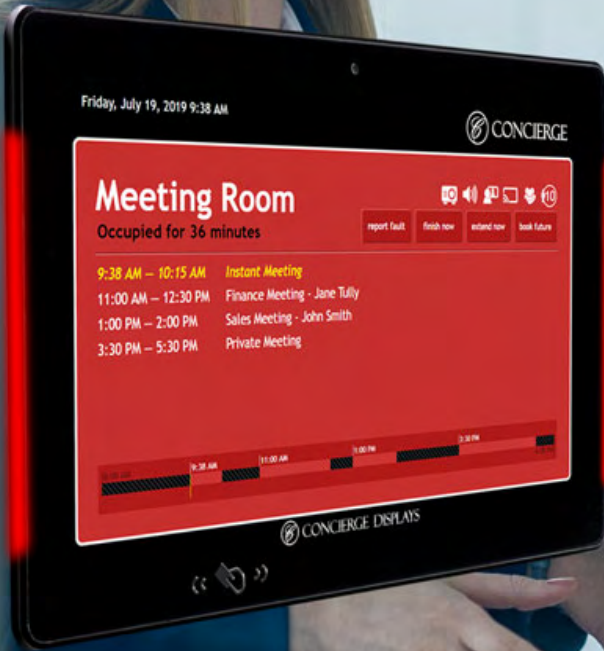 Friday, July 19, 2019 9:38 AM
CONCIERGE
Meeting Room
Occupied for 36 minutes
10
report fault
finish now
extend now
book future
9:38 AM – 10:15 AM Instant Meeting
11:00 AM – 12:30 PM Finance Meeting - Jane Tully
1:00 PM – 2:00 PM Sales Meeting - John Smith
3:30 PM – 5:30 PM Private Meeting
9:38 AM
11:00 AM
1:00 PM
3:30 PM
CONCIERGE DISPLAYS